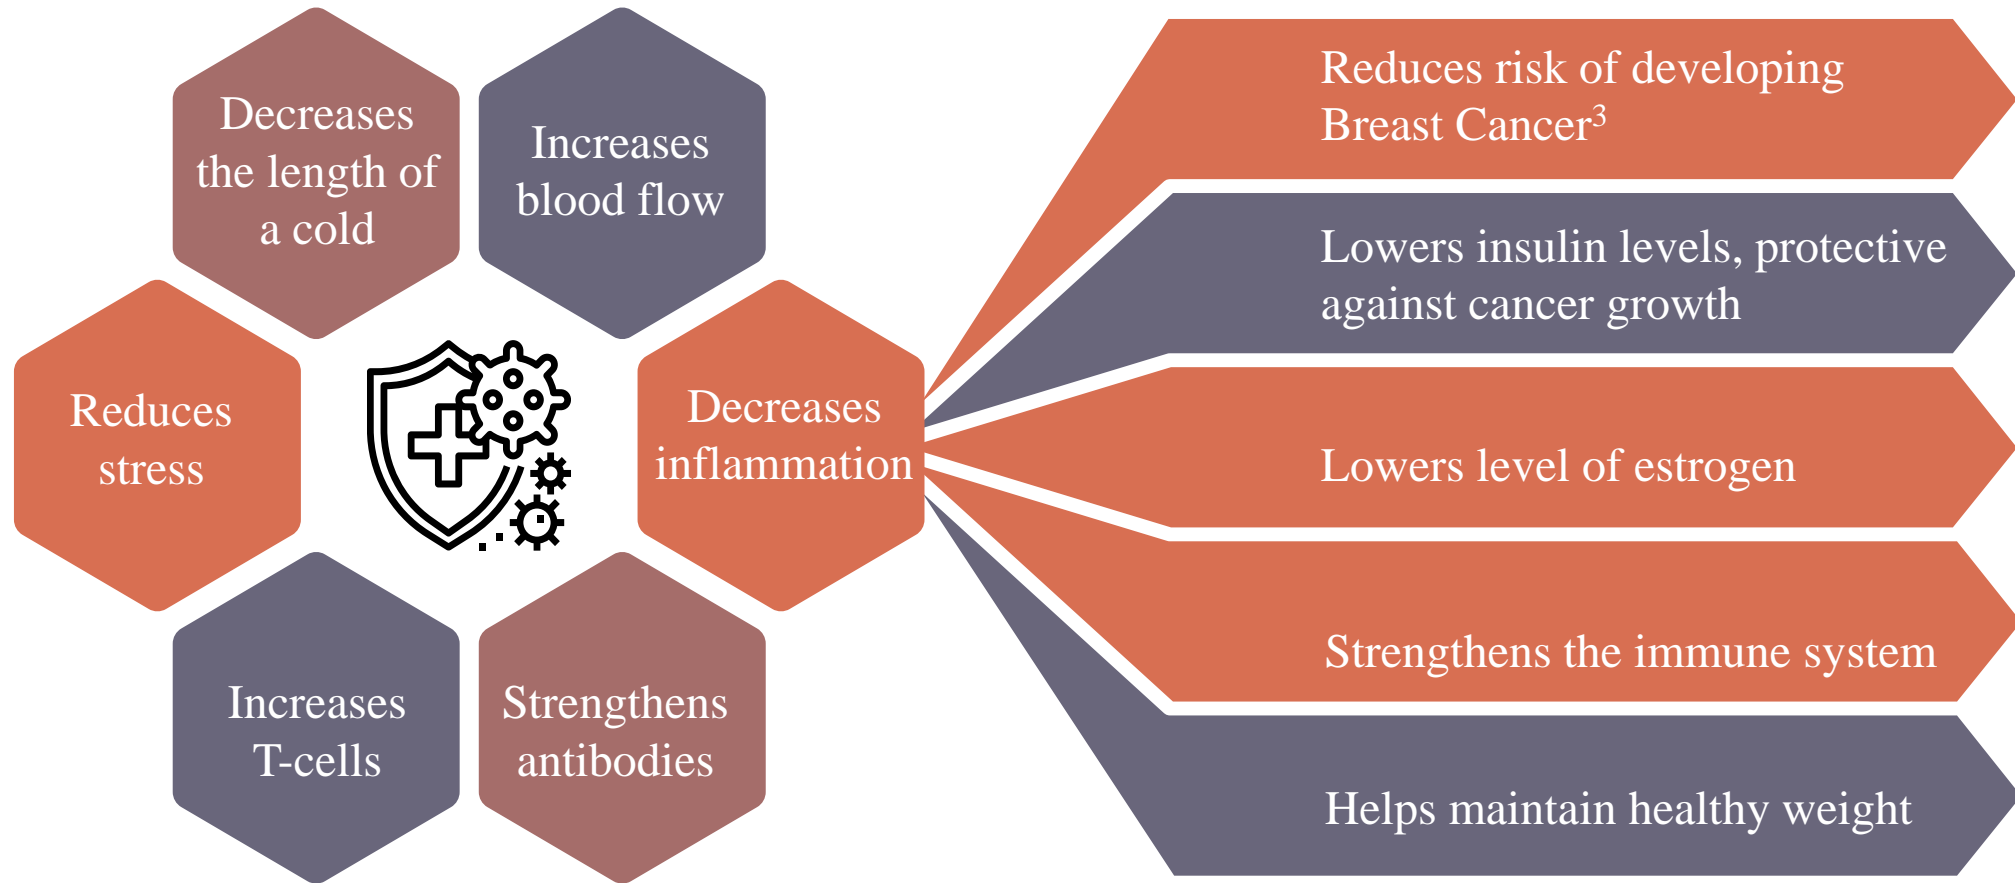 Decreases
the length of
a cold
Increases
blood flow
Reduces
stress
Decreases
inflammation
Increases
T-cells
Strengthens
antibodies
Reduces risk of developing
Breast Cancer³
Lowers insulin levels, protective
against cancer growth
Lowers level of estrogen
Strengthens the immune system
Helps maintain healthy weight